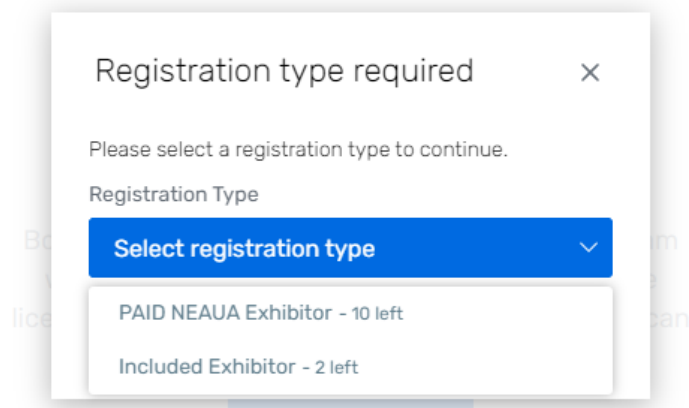 Registration type required
Please select a registration type to continue.
Registration Type
Select registration type
PAID NEAUA Exhibitor - 10 left
Included Exhibitor - 2 left